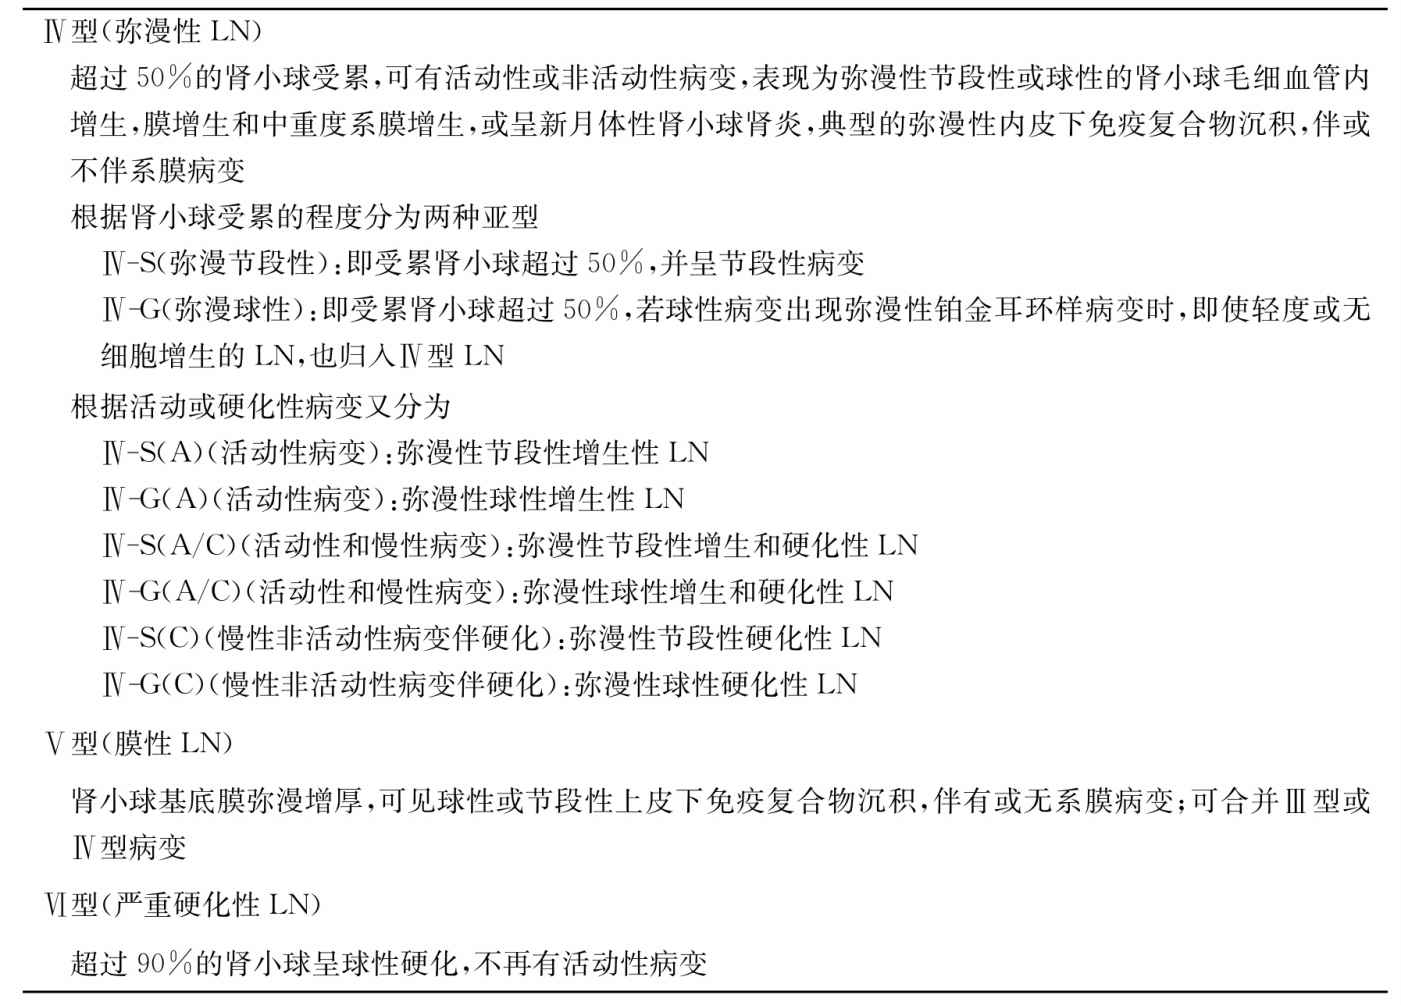 Ⅳ型(弥漫性 LN)
超过 50%的肾小球受累,可有活动性或非活动性病变,表现为弥漫性节段性或球性的肾小球毛细血管内
增生,膜增生和中重度系膜增生,或呈新月体性肾小球肾炎,典型的弥漫性内皮下免疫复合物沉积,伴或
不伴系膜病变
根据肾小球受累的程度分为两种亚型
Ⅳ-S(弥漫节段性):即受累肾小球超过 50%,并呈节段性病变
Ⅳ-G(弥漫球性):即受累肾小球超过 50%,若球性病变出现弥漫性铂金耳环样病变时,即使轻度或无
细胞增生的 LN,也归入Ⅳ型 LN
根据活动或硬化性病变又分为
Ⅳ-S(A)(活动性病变):弥漫性节段性增生性 LN
Ⅳ-G(A)(活动性病变):弥漫性球性增生性 LN
Ⅳ-S(A/C)(活动性和慢性病变):弥漫性节段性增生和硬化性 LN
Ⅳ-G(A/C)(活动性和慢性病变):弥漫性球性增生和硬化性 LN
Ⅳ-S(C)(慢性非活动性病变伴硬化):弥漫性节段性硬化性 LN
Ⅳ-G(C)(慢性非活动性病变伴硬化):弥漫性球性硬化性 LN
Ⅴ型(膜性 LN)
肾小球基底膜弥漫增厚,可见球性或节段性上皮下免疫复合物沉积,伴有或无系膜病变;可合并Ⅲ型或
Ⅳ型病变
Ⅵ型(严重硬化性 LN)
超过 90%的肾小球呈球性硬化,不再有活动性病变